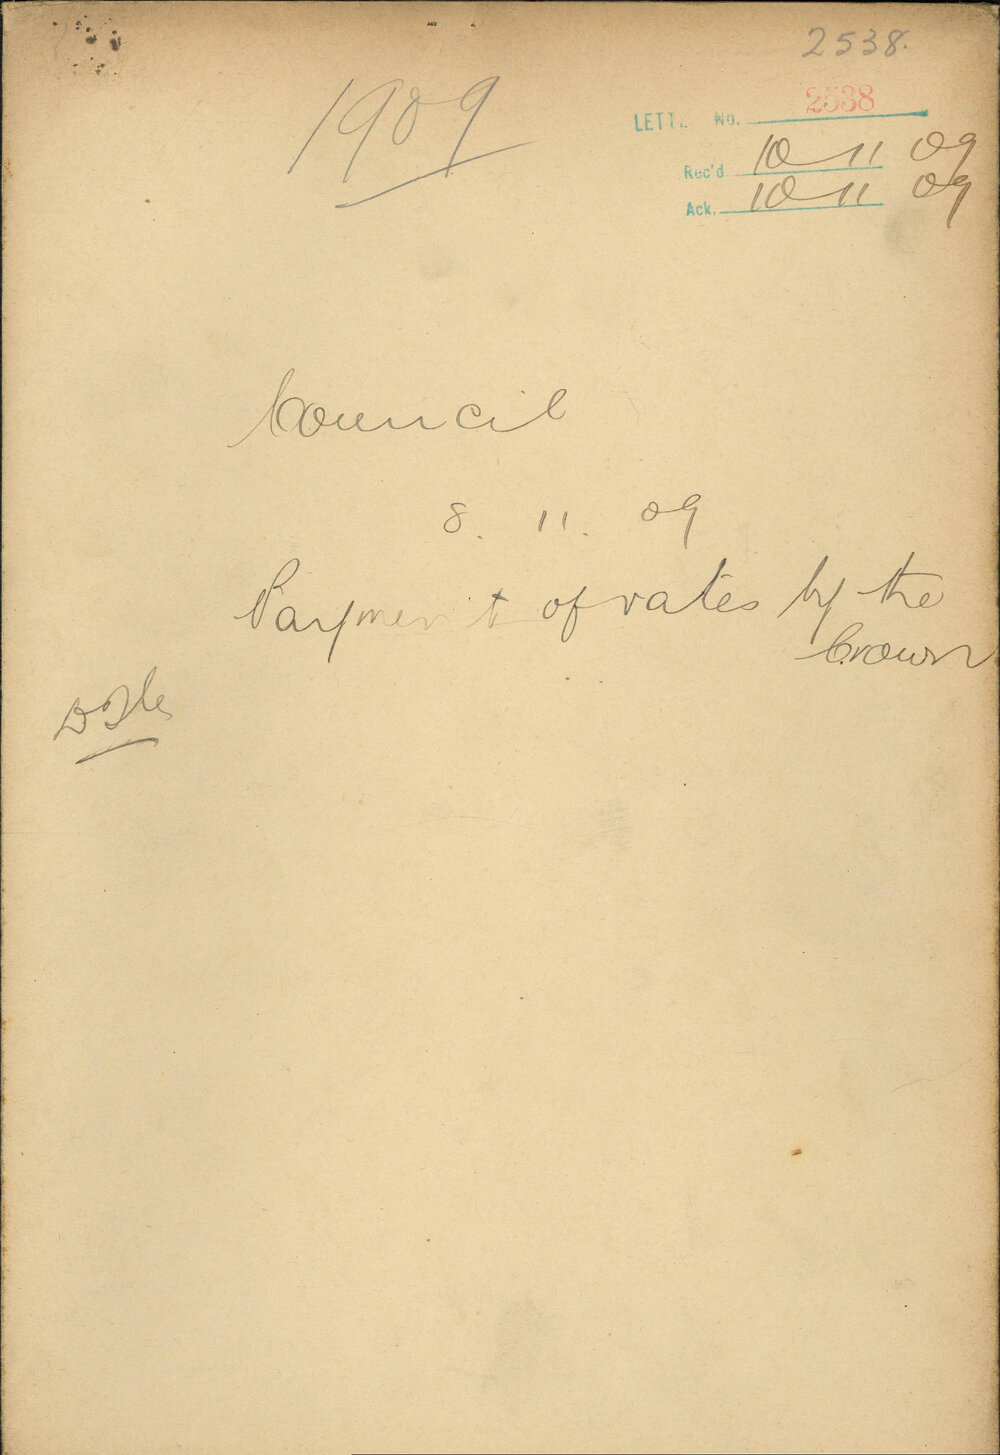 2538.
1909
LETTE No. 2538
Rec'd 10 11 09
Ack. 10 11 09
Council
8. 11. 09
Payment of rates by the
Crown